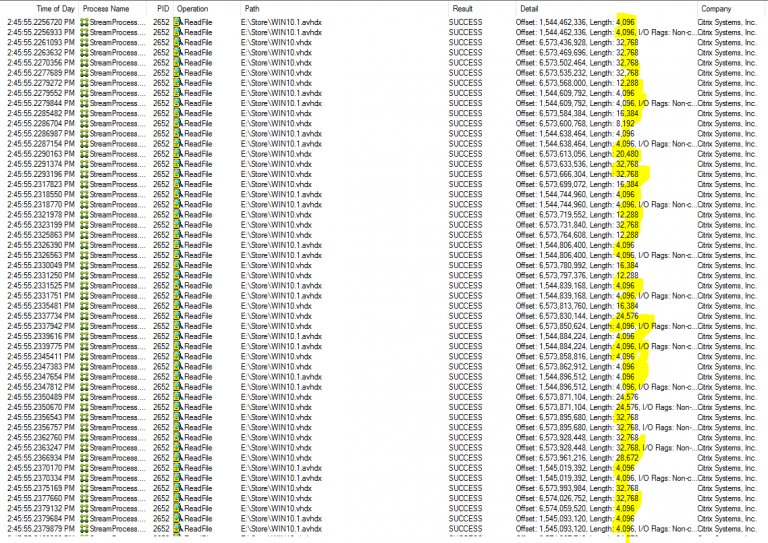 Time of Day Process Name PID Operation Path Result Detail Company
2:45:55.2256720 PM StreamProcess.... 2652 ReadFile E:\Store\WIN10.1.avhdx SUCCESS Offset: 1,544,462,336, Length: 4,096 Citrix Systems, Inc.
2:45:55.2256933 PM StreamProcess.... 2652 ReadFile E:\Store\WIN10.1.avhdx SUCCESS Offset: 1,544,462,336, Length: 4,096, I/O Flags: Non-c... Citrix Systems, Inc.
2:45:55.2261093 PM StreamProcess.... 2652 ReadFile E:\Store\WIN10.vhdx SUCCESS Offset: 6,573,436,928, Length: 32,768 Citrix Systems, Inc.
2:45:55.2263632 PM StreamProcess.... 2652 ReadFile E:\Store\WIN10.vhdx SUCCESS Offset: 6,573,469,696, Length: 32,768 Citrix Systems, Inc.
2:45:55.2270356 PM StreamProcess.... 2652 ReadFile E:\Store\WIN10.vhdx SUCCESS Offset: 6,573,502,464, Length: 32,768 Citrix Systems, Inc.
2:45:55.2277689 PM StreamProcess.... 2652 ReadFile E:\Store\WIN10.vhdx SUCCESS Offset: 6,573,535,232, Length: 32,768 Citrix Systems, Inc.
2:45:55.2279272 PM StreamProcess.... 2652 ReadFile E:\Store\WIN10.vhdx SUCCESS Offset: 6,573,568,000, Length: 12,288 Citrix Systems, Inc.
2:45:55.2279552 PM StreamProcess.... 2652 ReadFile E:\Store\WIN10.1.avhdx SUCCESS Offset: 1,544,609,792, Length: 4,096 Citrix Systems, Inc.
2:45:55.2279844 PM StreamProcess.... 2652 ReadFile E:\Store\WIN10.1.avhdx SUCCESS Offset: 1,544,609,792, Length: 4,096, I/O Flags: Non-c... Citrix Systems, Inc.
2:45:55.2285482 PM StreamProcess.... 2652 ReadFile E:\Store\WIN10.vhdx SUCCESS Offset: 6,573,584,384, Length: 16,384 Citrix Systems, Inc.
2:45:55.2286704 PM StreamProcess.... 2652 ReadFile E:\Store\WIN10.vhdx SUCCESS Offset: 6,573,600,768, Length: 8,192 Citrix Systems, Inc.
2:45:55.2286987 PM StreamProcess.... 2652 ReadFile E:\Store\WIN10.1.avhdx SUCCESS Offset: 1,544,638,464, Length: 4,096 Citrix Systems, Inc.
2:45:55.2287154 PM StreamProcess.... 2652 ReadFile E:\Store\WIN10.1.avhdx SUCCESS Offset: 1,544,638,464, Length: 4,096, I/O Flags: Non-c... Citrix Systems, Inc.
2:45:55.2290163 PM StreamProcess.... 2652 ReadFile E:\Store\WIN10.vhdx SUCCESS Offset: 6,573,613,056, Length: 20,480 Citrix Systems, Inc.
2:45:55.2291374 PM StreamProcess.... 2652 ReadFile E:\Store\WIN10.vhdx SUCCESS Offset: 6,573,633,536, Length: 32,768 Citrix Systems, Inc.
2:45:55.2293196 PM StreamProcess.... 2652 ReadFile E:\Store\WIN10.vhdx SUCCESS Offset: 6,573,666,304, Length: 32,768 Citrix Systems, Inc.
2:45:55.2317823 PM StreamProcess.... 2652 ReadFile E:\Store\WIN10.vhdx SUCCESS Offset: 6,573,699,072, Length: 16,384 Citrix Systems, Inc.
2:45:55.2318550 PM StreamProcess.... 2652 ReadFile E:\Store\WIN10.1.avhdx SUCCESS Offset: 1,544,744,960, Length: 4,096 Citrix Systems, Inc.
2:45:55.2318770 PM StreamProcess.... 2652 ReadFile E:\Store\WIN10.1.avhdx SUCCESS Offset: 1,544,744,960, Length: 4,096, I/O Flags: Non-c... Citrix Systems, Inc.
2:45:55.2321978 PM StreamProcess.... 2652 ReadFile E:\Store\WIN10.vhdx SUCCESS Offset: 6,573,719,552, Length: 12,288 Citrix Systems, Inc.
2:45:55.2323199 PM StreamProcess.... 2652 ReadFile E:\Store\WIN10.vhdx SUCCESS Offset: 6,573,731,840, Length: 32,768 Citrix Systems, Inc.
2:45:55.2325863 PM StreamProcess.... 2652 ReadFile E:\Store\WIN10.vhdx SUCCESS Offset: 6,573,764,608, Length: 12,288 Citrix Systems, Inc.
2:45:55.2326390 PM StreamProcess.... 2652 ReadFile E:\Store\WIN10.1.avhdx SUCCESS Offset: 1,544,806,400, Length: 4,096 Citrix Systems, Inc.
2:45:55.2326563 PM StreamProcess.... 2652 ReadFile E:\Store\WIN10.1.avhdx SUCCESS Offset: 1,544,806,400, Length: 4,096, I/O Flags: Non-c... Citrix Systems, Inc.
2:45:55.2330049 PM StreamProcess.... 2652 ReadFile E:\Store\WIN10.vhdx SUCCESS Offset: 6,573,780,992, Length: 16,384 Citrix Systems, Inc.
2:45:55.2331250 PM StreamProcess.... 2652 ReadFile E:\Store\WIN10.vhdx SUCCESS Offset: 6,573,797,376, Length: 12,288 Citrix Systems, Inc.
2:45:55.2331525 PM StreamProcess.... 2652 ReadFile E:\Store\WIN10.1.avhdx SUCCESS Offset: 1,544,839,168, Length: 4,096 Citrix Systems, Inc.
2:45:55.2331751 PM StreamProcess.... 2652 ReadFile E:\Store\WIN10.1.avhdx SUCCESS Offset: 1,544,839,168, Length: 4,096, I/O Flags: Non-c... Citrix Systems, Inc.
2:45:55.2335481 PM StreamProcess.... 2652 ReadFile E:\Store\WIN10.vhdx SUCCESS Offset: 6,573,813,760, Length: 16,384 Citrix Systems, Inc.
2:45:55.2337734 PM StreamProcess.... 2652 ReadFile E:\Store\WIN10.vhdx SUCCESS Offset: 6,573,830,144, Length: 24,576 Citrix Systems, Inc.
2:45:55.2337942 PM StreamProcess.... 2652 ReadFile E:\Store\WIN10.vhdx SUCCESS Offset: 6,573,850,624, Length: 4,096, I/O Flags: Non-c... Citrix Systems, Inc.
2:45:55.2339616 PM StreamProcess.... 2652 ReadFile E:\Store\WIN10.1.avhdx SUCCESS Offset: 1,544,884,224, Length: 4,096 Citrix Systems, Inc.
2:45:55.2339775 PM StreamProcess.... 2652 ReadFile E:\Store\WIN10.1.avhdx SUCCESS Offset: 1,544,884,224, Length: 4,096, I/O Flags: Non-c... Citrix Systems, Inc.
2:45:55.2345411 PM StreamProcess.... 2652 ReadFile E:\Store\WIN10.vhdx SUCCESS Offset: 6,573,858,816, Length: 4,096 Citrix Systems, Inc.
2:45:55.2347383 PM StreamProcess.... 2652 ReadFile E:\Store\WIN10.vhdx SUCCESS Offset: 6,573,862,912, Length: 4,096 Citrix Systems, Inc.
2:45:55.2347654 PM StreamProcess.... 2652 ReadFile E:\Store\WIN10.1.avhdx SUCCESS Offset: 1,544,896,512, Length: 4,096 Citrix Systems, Inc.
2:45:55.2347812 PM StreamProcess.... 2652 ReadFile E:\Store\WIN10.1.avhdx SUCCESS Offset: 1,544,896,512, Length: 4,096, I/O Flags: Non-c... Citrix Systems, Inc.
2:45:55.2350489 PM StreamProcess.... 2652 ReadFile E:\Store\WIN10.vhdx SUCCESS Offset: 6,573,871,104, Length: 24,576 Citrix Systems, Inc.
2:45:55.2350670 PM StreamProcess.... 2652 ReadFile E:\Store\WIN10.vhdx SUCCESS Offset: 6,573,871,104, Length: 24,576, I/O Flags: Non-... Citrix Systems, Inc.
2:45:55.2356543 PM StreamProcess.... 2652 ReadFile E:\Store\WIN10.vhdx SUCCESS Offset: 6,573,895,680, Length: 32,768 Citrix Systems, Inc.
2:45:55.2356757 PM StreamProcess.... 2652 ReadFile E:\Store\WIN10.vhdx SUCCESS Offset: 6,573,895,680, Length: 32,768, I/O Flags: Non-... Citrix Systems, Inc.
2:45:55.2362760 PM StreamProcess.... 2652 ReadFile E:\Store\WIN10.vhdx SUCCESS Offset: 6,573,928,448, Length: 32,768 Citrix Systems, Inc.
2:45:55.2363247 PM StreamProcess.... 2652 ReadFile E:\Store\WIN10.vhdx SUCCESS Offset: 6,573,928,448, Length: 32,768, I/O Flags: Non-... Citrix Systems, Inc.
2:45:55.2366934 PM StreamProcess.... 2652 ReadFile E:\Store\WIN10.vhdx SUCCESS Offset: 6,573,961,216, Length: 28,672 Citrix Systems, Inc.
2:45:55.2370170 PM StreamProcess.... 2652 ReadFile E:\Store\WIN10.1.avhdx SUCCESS Offset: 1,545,019,392, Length: 4,096 Citrix Systems, Inc.
2:45:55.2370334 PM StreamProcess.... 2652 ReadFile E:\Store\WIN10.1.avhdx SUCCESS Offset: 1,545,019,392, Length: 4,096, I/O Flags: Non-c... Citrix Systems, Inc.
2:45:55.2375169 PM StreamProcess.... 2652 ReadFile E:\Store\WIN10.vhdx SUCCESS Offset: 6,573,993,984, Length: 32,768 Citrix Systems, Inc.
2:45:55.2377660 PM StreamProcess.... 2652 ReadFile E:\Store\WIN10.vhdx SUCCESS Offset: 6,574,026,752, Length: 32,768 Citrix Systems, Inc.
2:45:55.2379132 PM StreamProcess.... 2652 ReadFile E:\Store\WIN10.vhdx SUCCESS Offset: 6,574,059,520, Length: 4,096 Citrix Systems, Inc.
2:45:55.2379684 PM StreamProcess.... 2652 ReadFile E:\Store\WIN10.1.avhdx SUCCESS Offset: 1,545,093,120, Length: 4,096 Citrix Systems, Inc.
2:45:55.2379879 PM StreamProcess.... 2652 ReadFile E:\Store\WIN10.1.avhdx SUCCESS Offset: 1,545,093,120, Length: 4,096, I/O Flags: Non-c... Citrix Systems, Inc.